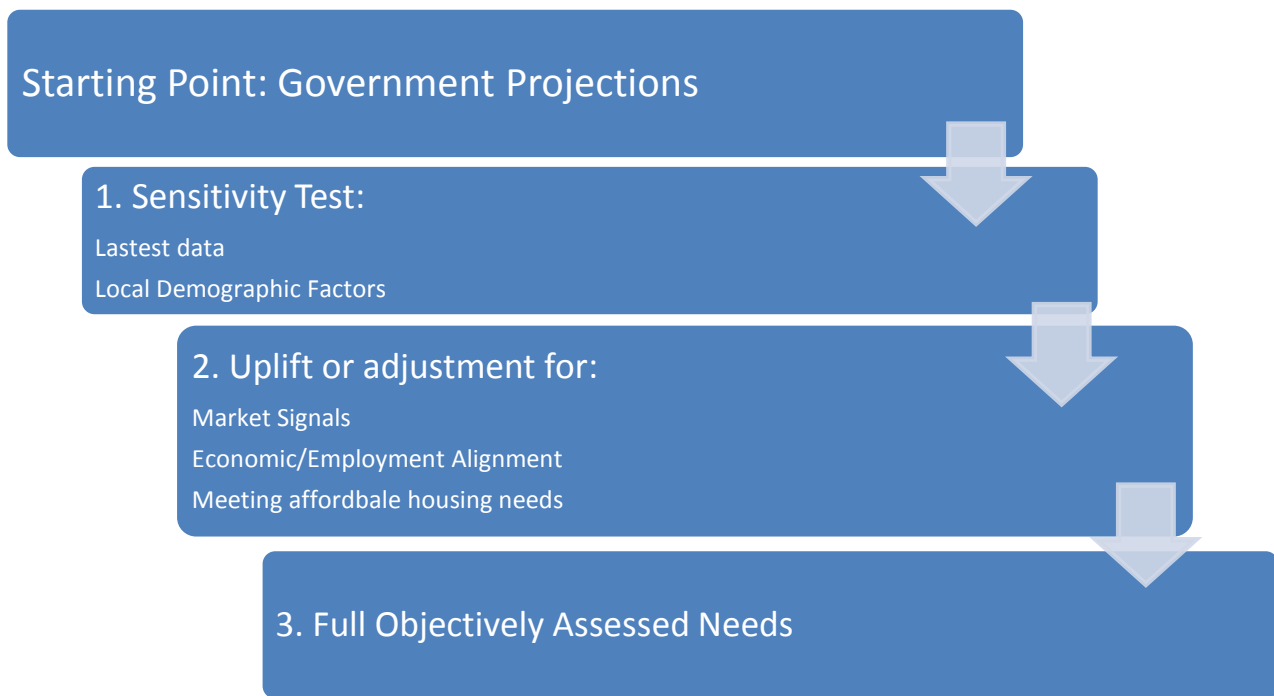 Starting Point: Government Projections
1. Sensitivity Test:
Lastest data
Local Demographic Factors
2. Uplift or adjustment for:
Market Signals
Economic/Employment Alignment
Meeting affordbale housing needs
3. Full Objectively Assessed Needs